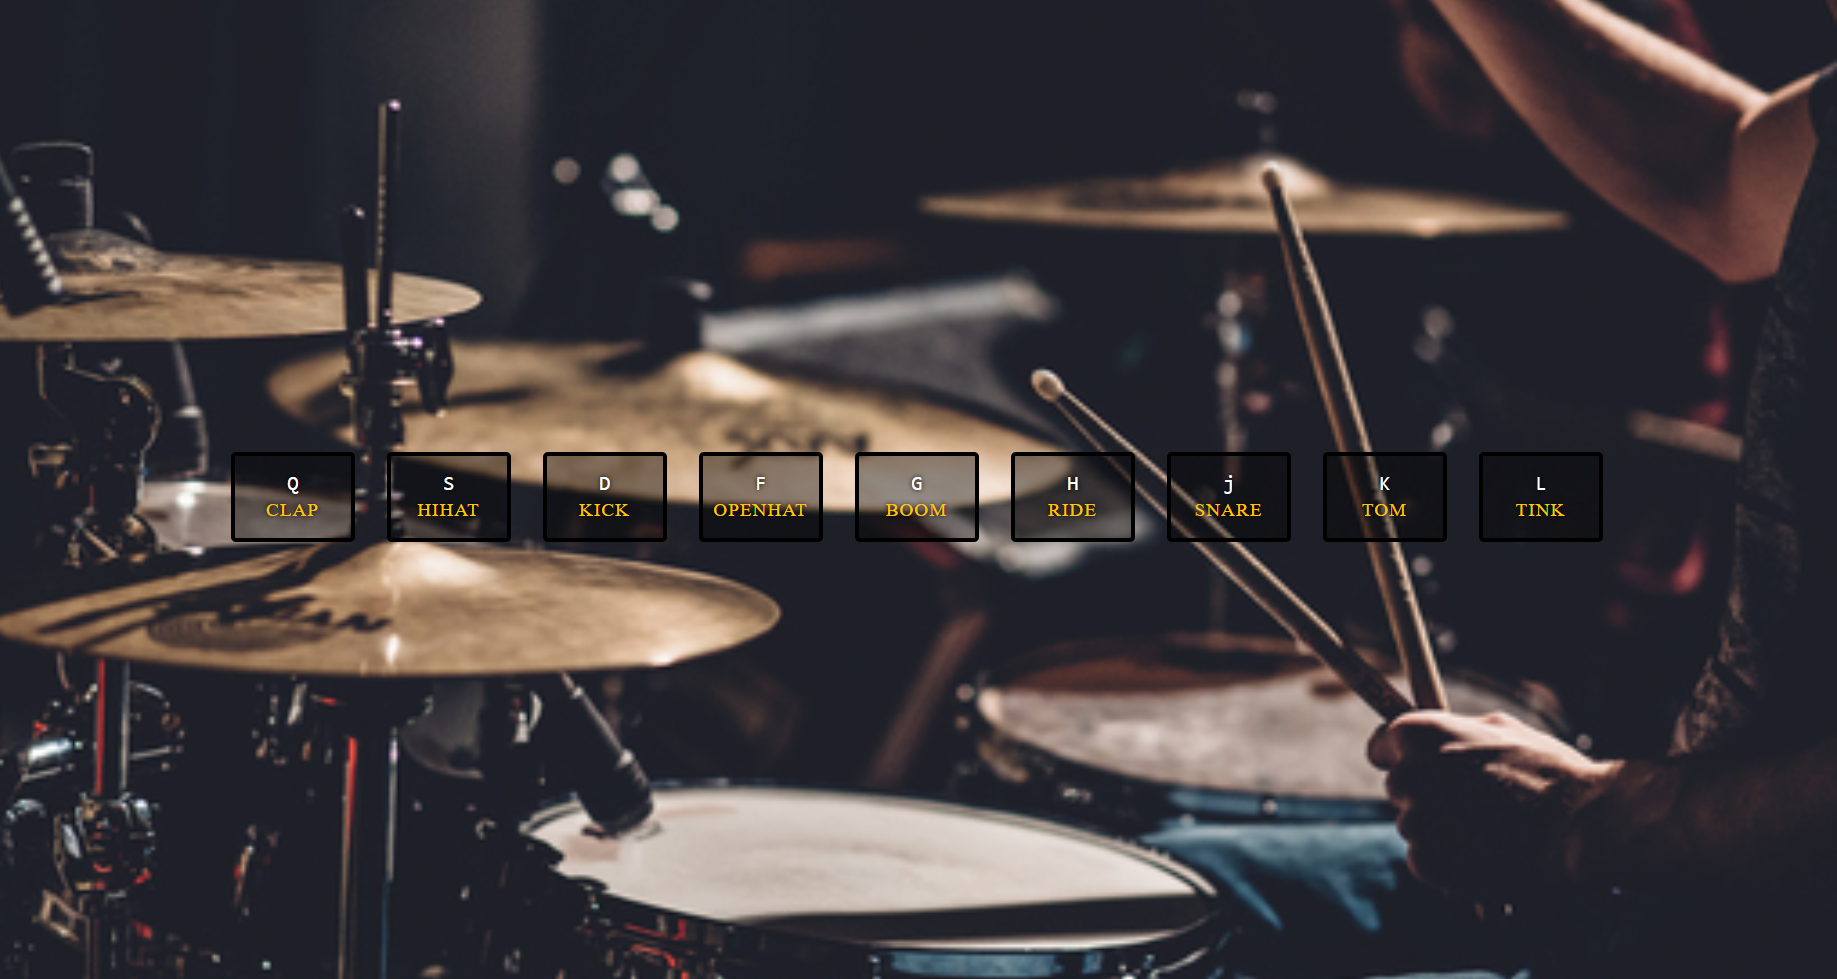 Q
CLAP
S
HIHAT
D
KICK
F
OPENHAT
G
BOOM
H
RIDE
j
SNARE
K
TOM
L
TINK